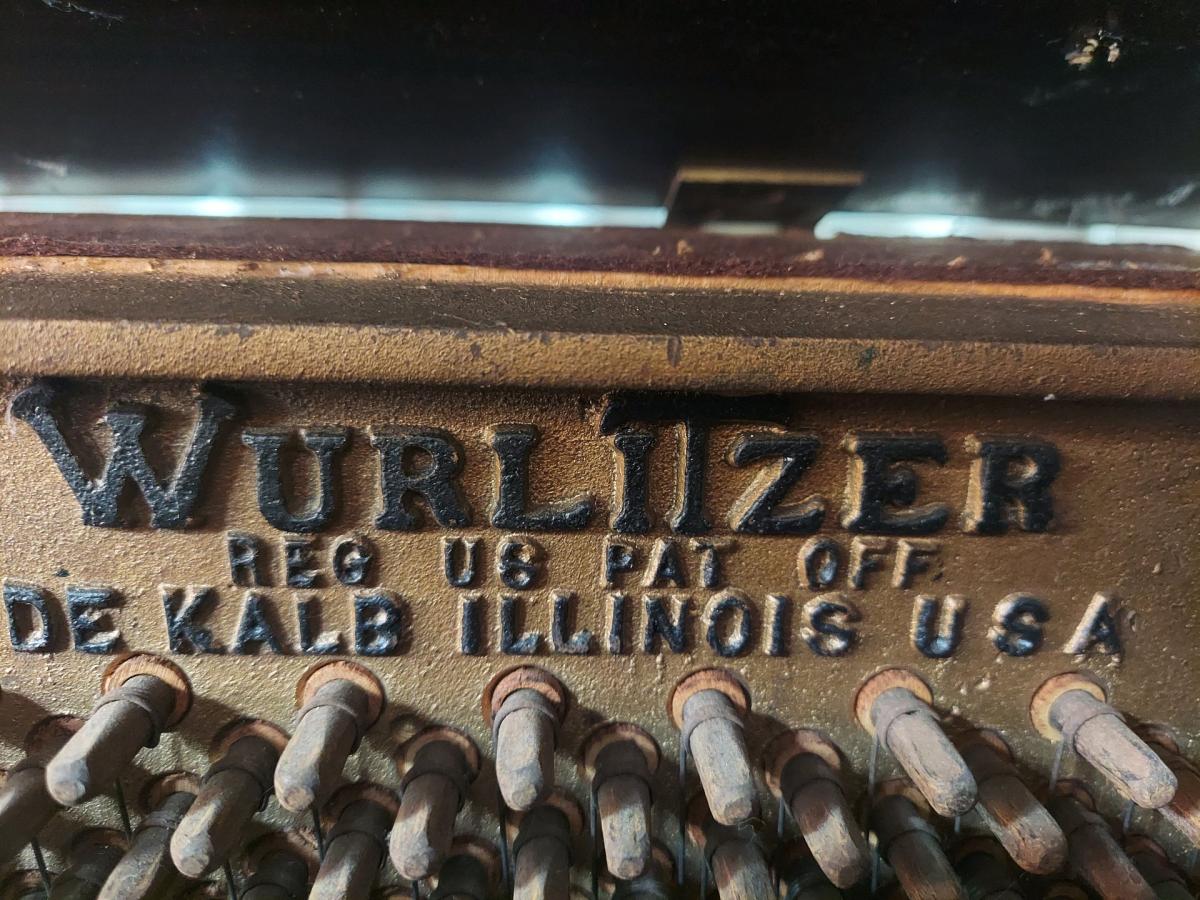 WURLITZER
REG US PAT OFF.
DE KALB ILLINOIS USA